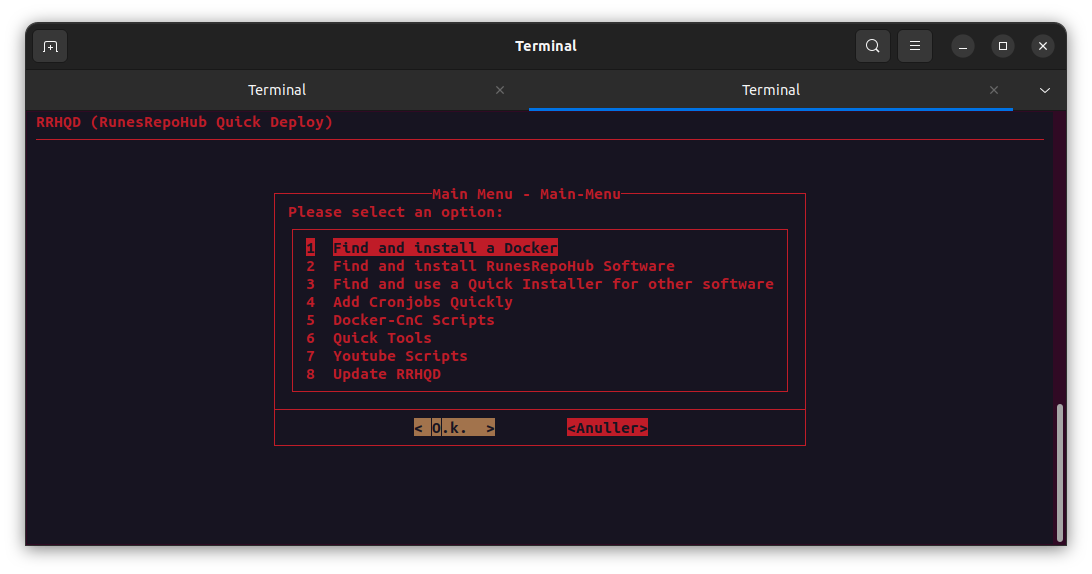 Terminal
Terminal
Terminal
RRHQD (RunesRepoHub Quick Deploy)
Main Menu - Main-Menu
Please select an option:
1 Find and install a Docker
2 Find and install RunesRepoHub Software
3 Find and use a Quick Installer for other software
4 Add Cronjobs Quickly
5 Docker-CnC Scripts
6 Quick Tools
7 Youtube Scripts
8 Update RRHQD
< O.k. > <Anuller>